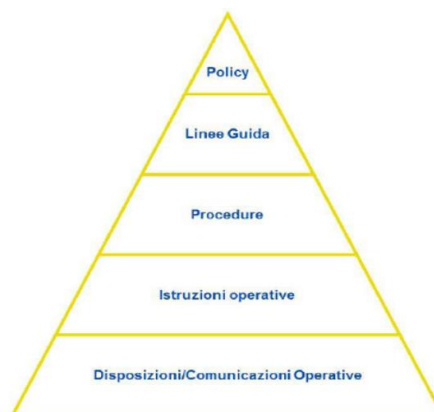 Policy
Linee Guida
Procedure
Istruzioni operative
Disposizioni/Comunicazioni Operative